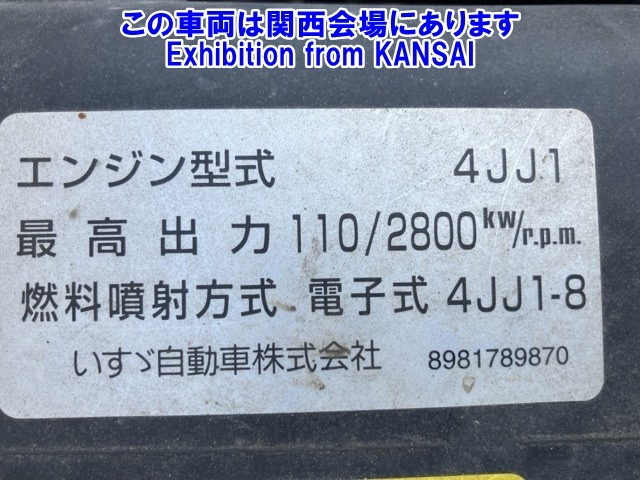 この車両は関西会場にあります
Exhibition from KANSAI
エンジン型式 4JJ1
最高出力 110/2800 kw/r.p.m.
燃料噴射方式 電子式 4JJ1-8
いすゞ自動車株式会社 8981789870